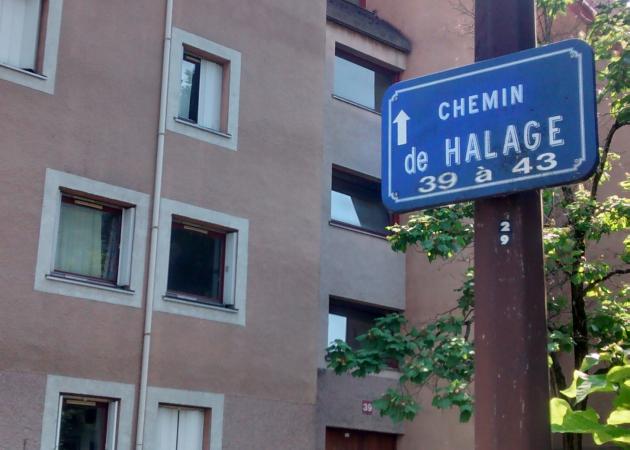 CHEMIN
de HALAGE
39 à 43
29
39